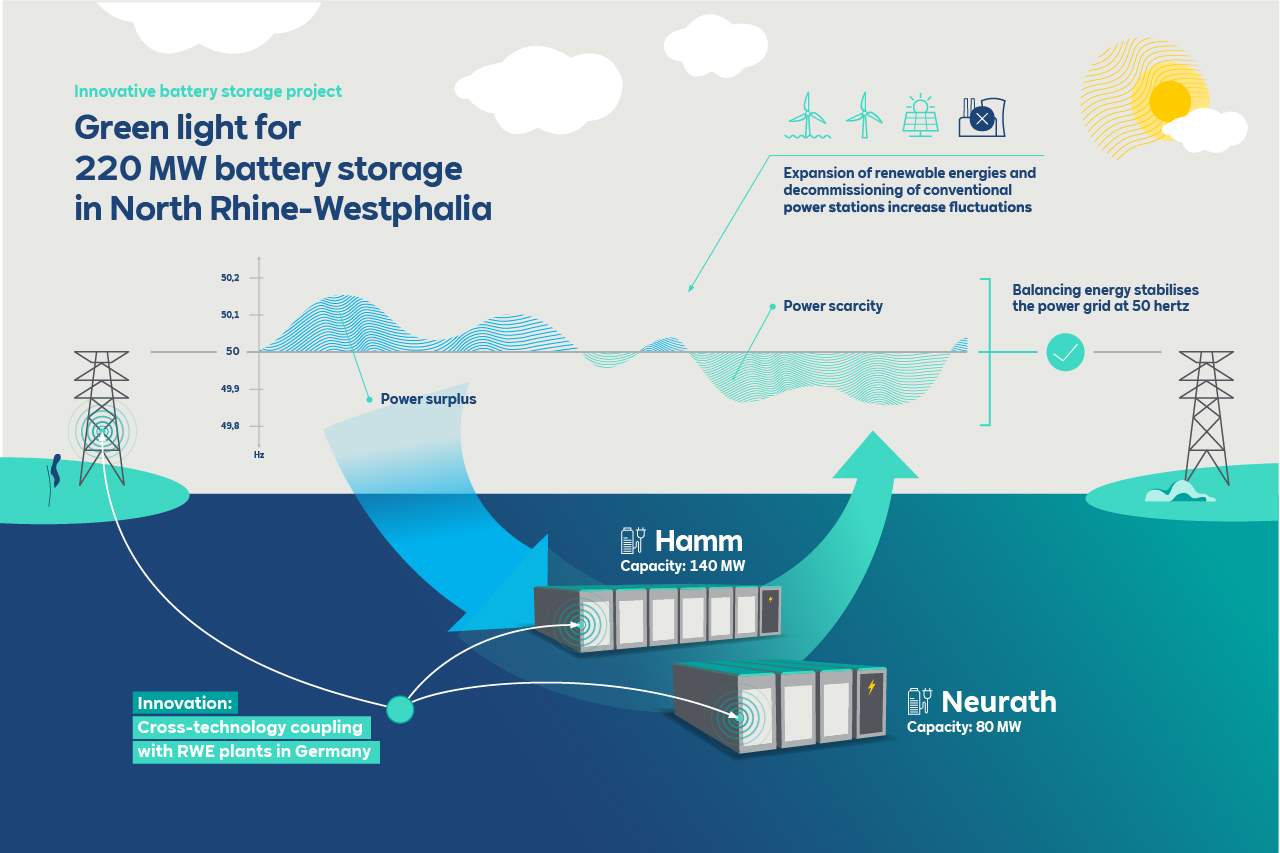 Innovative battery storage project
Green light for
220 MW battery storage
in North Rhine-Westphalia
Expansion of renewable energies and
decommissioning of conventional
power stations increase fluctuations
50,2
50,1
50
49,9
49,8
Hz
Power surplus
Power scarcity
Balancing energy stabilises
the power grid at 50 hertz
Hamm
Capacity: 140 MW
Neurath
Capacity: 80 MW
Innovation:
Cross-technology coupling
with RWE plants in Germany